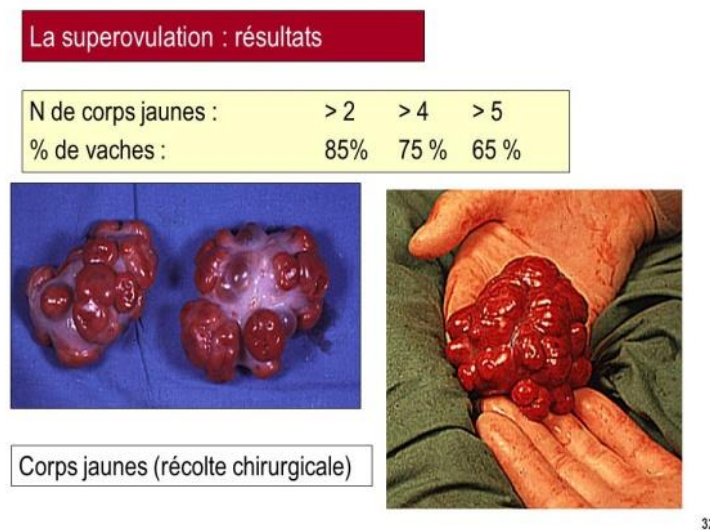 La superovulation : résultats
N de corps jaunes : > 2 > 4 > 5
% de vaches : 85% 75 % 65 %
Corps jaunes (récolte chirurgicale)